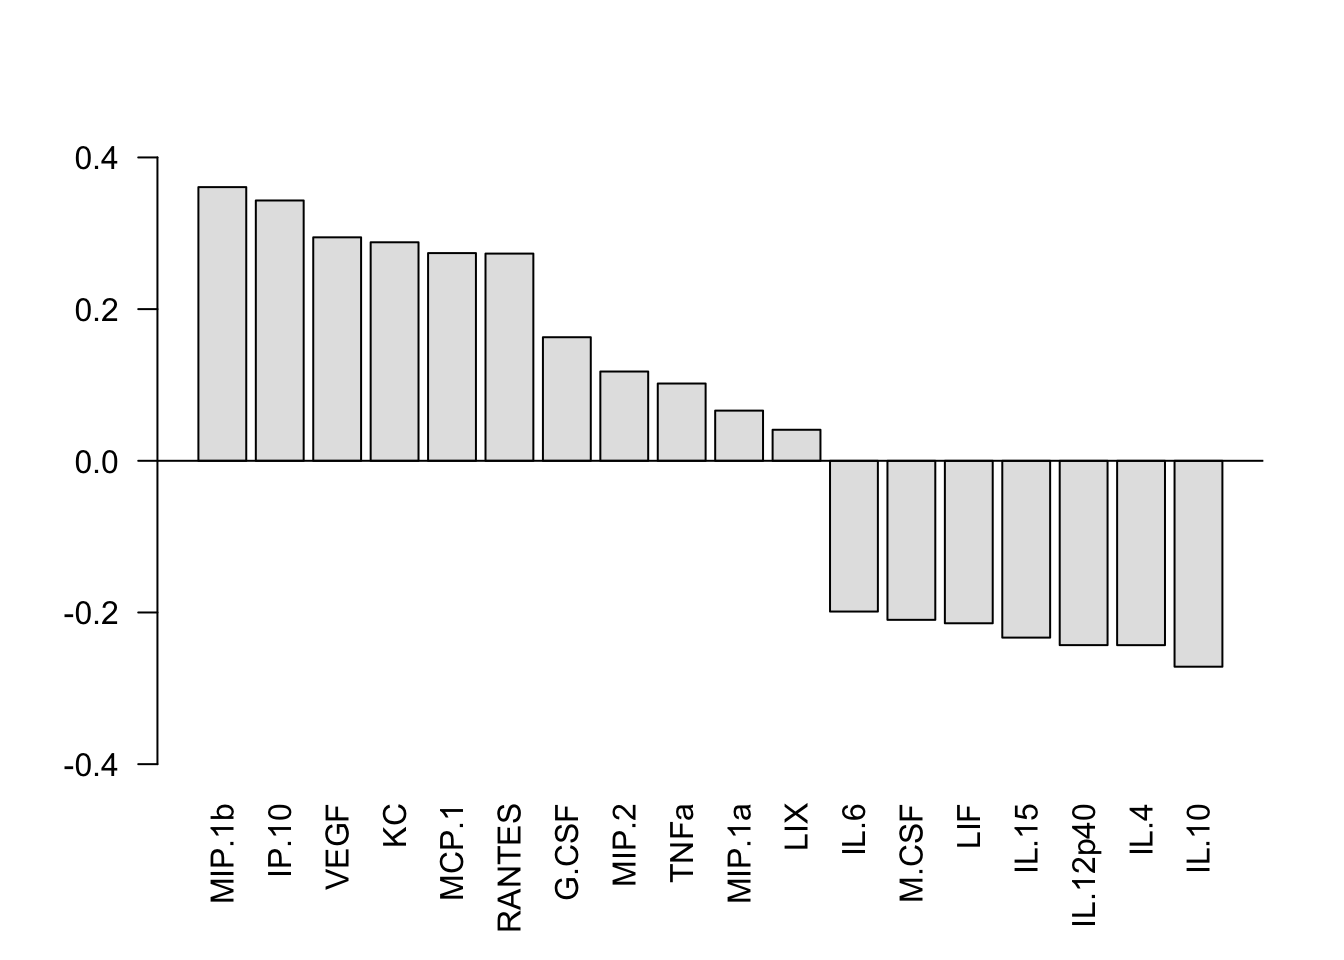 0.4
0.2
0.0
-0.2
-0.4
MIP.1b
IP.10
VEGF
KC
MCP.1
RANTES
G.CSF
MIP.2
TNFa
MIP.1a
LIX
IL.6
M.CSF
LIF
IL.15
IL.12p40
IL.4
IL.10